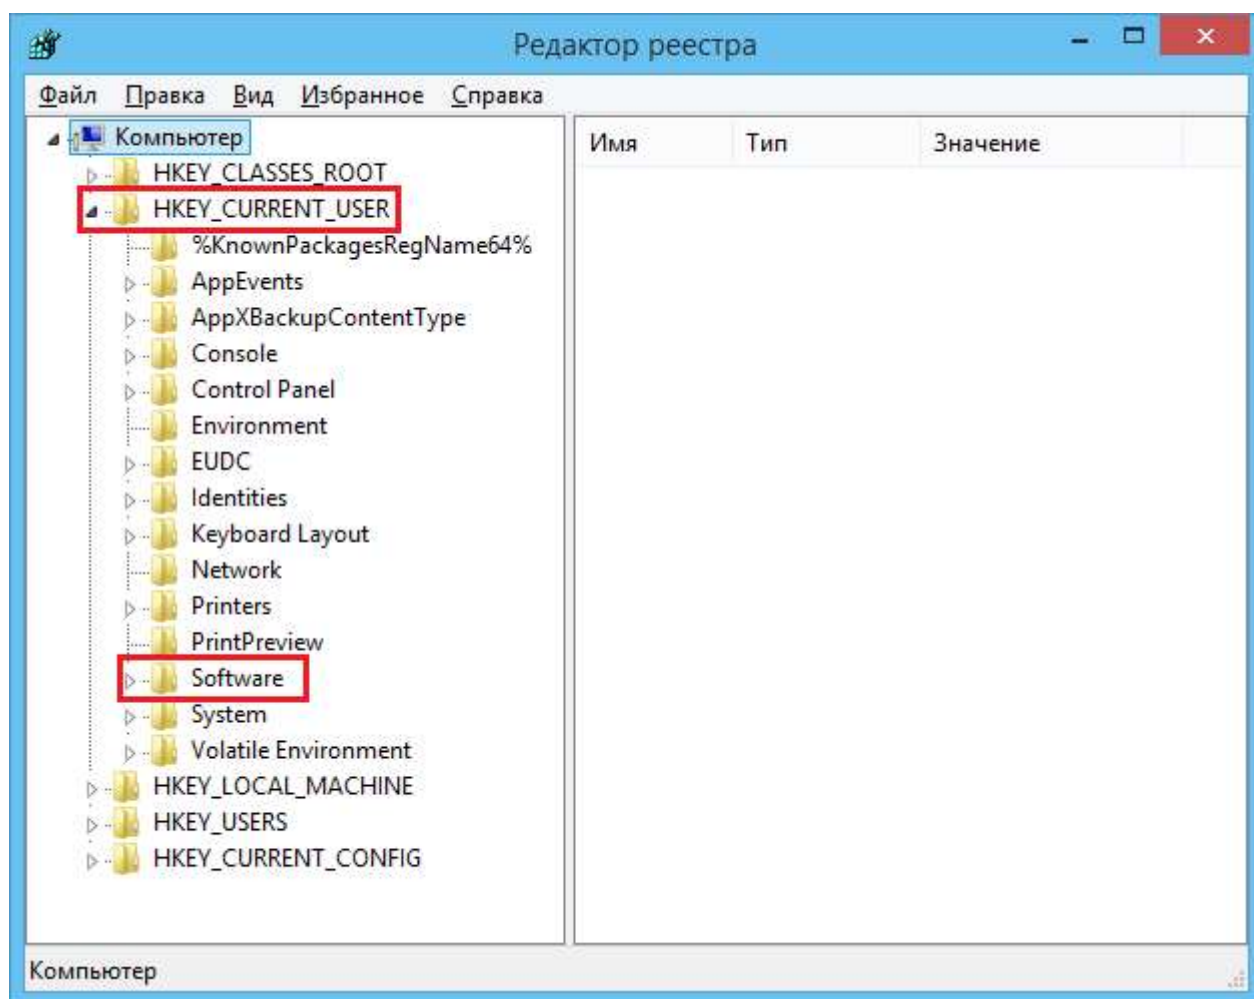 Редактор реестра
Файл Правка Вид Избранное Справка
Компьютер
HKEY_CLASSES_ROOT
HKEY_CURRENT_USER
%KnownPackagesRegName64%
AppEvents
AppXBackupContentType
Console
Control Panel
Environment
EUDC
Identities
Keyboard Layout
Network
Printers
PrintPreview
Software
System
Volatile Environment
HKEY_LOCAL_MACHINE
HKEY_USERS
HKEY_CURRENT_CONFIG
Имя Тип Значение
Компьютер